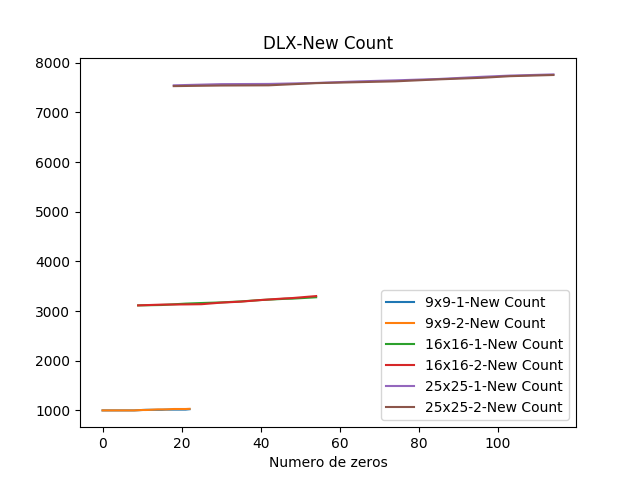 DLX-New Count
8000
7000
6000
5000
4000
3000
2000
1000
9x9-1-New Count
9x9-2-New Count
16x16-1-New Count
16x16-2-New Count
25x25-1-New Count
25x25-2-New Count
0 20 40 60 80 100
Numero de zeros